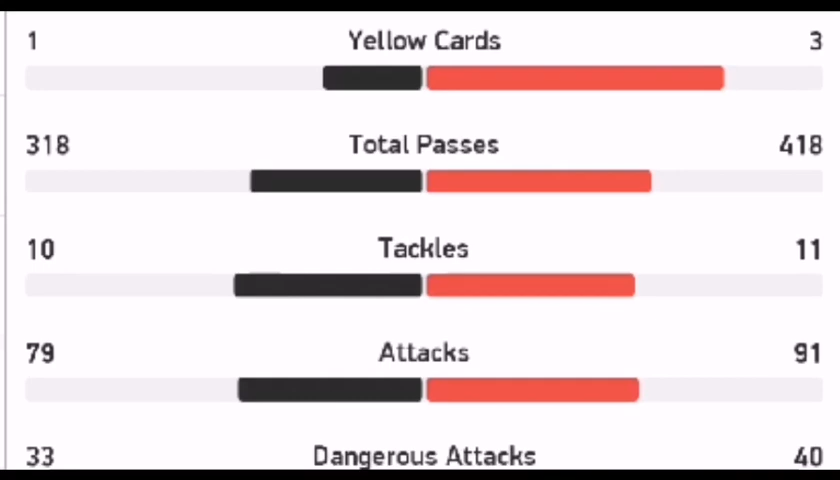 1 Yellow Cards 3
318 Total Passes 418
10 Tackles 11
79 Attacks 91
33 Dangerous Attacks 40